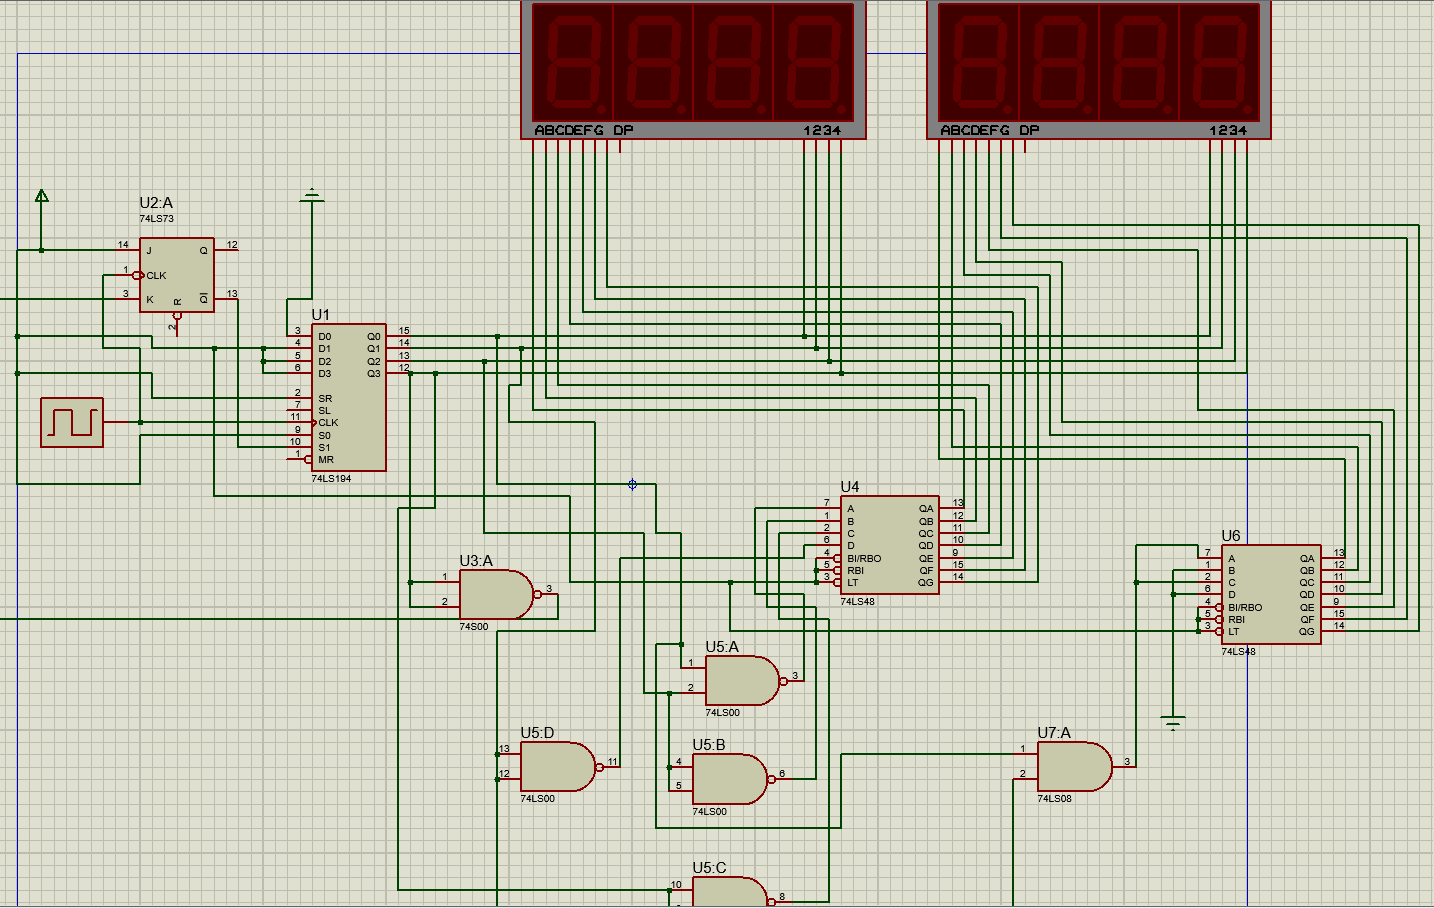 ABCDEFG DP 1234
ABCDEFG DP 1234
U2:A
74LS73
14 J Q 12
1 CLK
3 K Q 13
R
2
U1
3 D0 Q0 15
4 D1 Q1 14
5 D2 Q2 13
6 D3 Q3 12
2 SR
7 SL
11 CLK
9 S0
10 S1
1 MR
74LS194
U4
7 A QA 13
1 B QB 12
2 C QC 11
6 D QD 10
4 BI/RBO QE 9
5 RBI QF 15
3 LT QG 14
74LS48
U6
7 A QA 13
1 B QB 12
2 C QC 11
6 D QD 10
4 BI/RBO QE 9
5 RBI QF 15
3 LT QG 14
74LS48
U3:A
1
2
3
74S00
U5:A
1
2
3
74LS00
U5:D
13
12
11
74LS00
U5:B
4
5
6
74LS00
U7:A
1
2
3
74LS08
U5:C
10
8